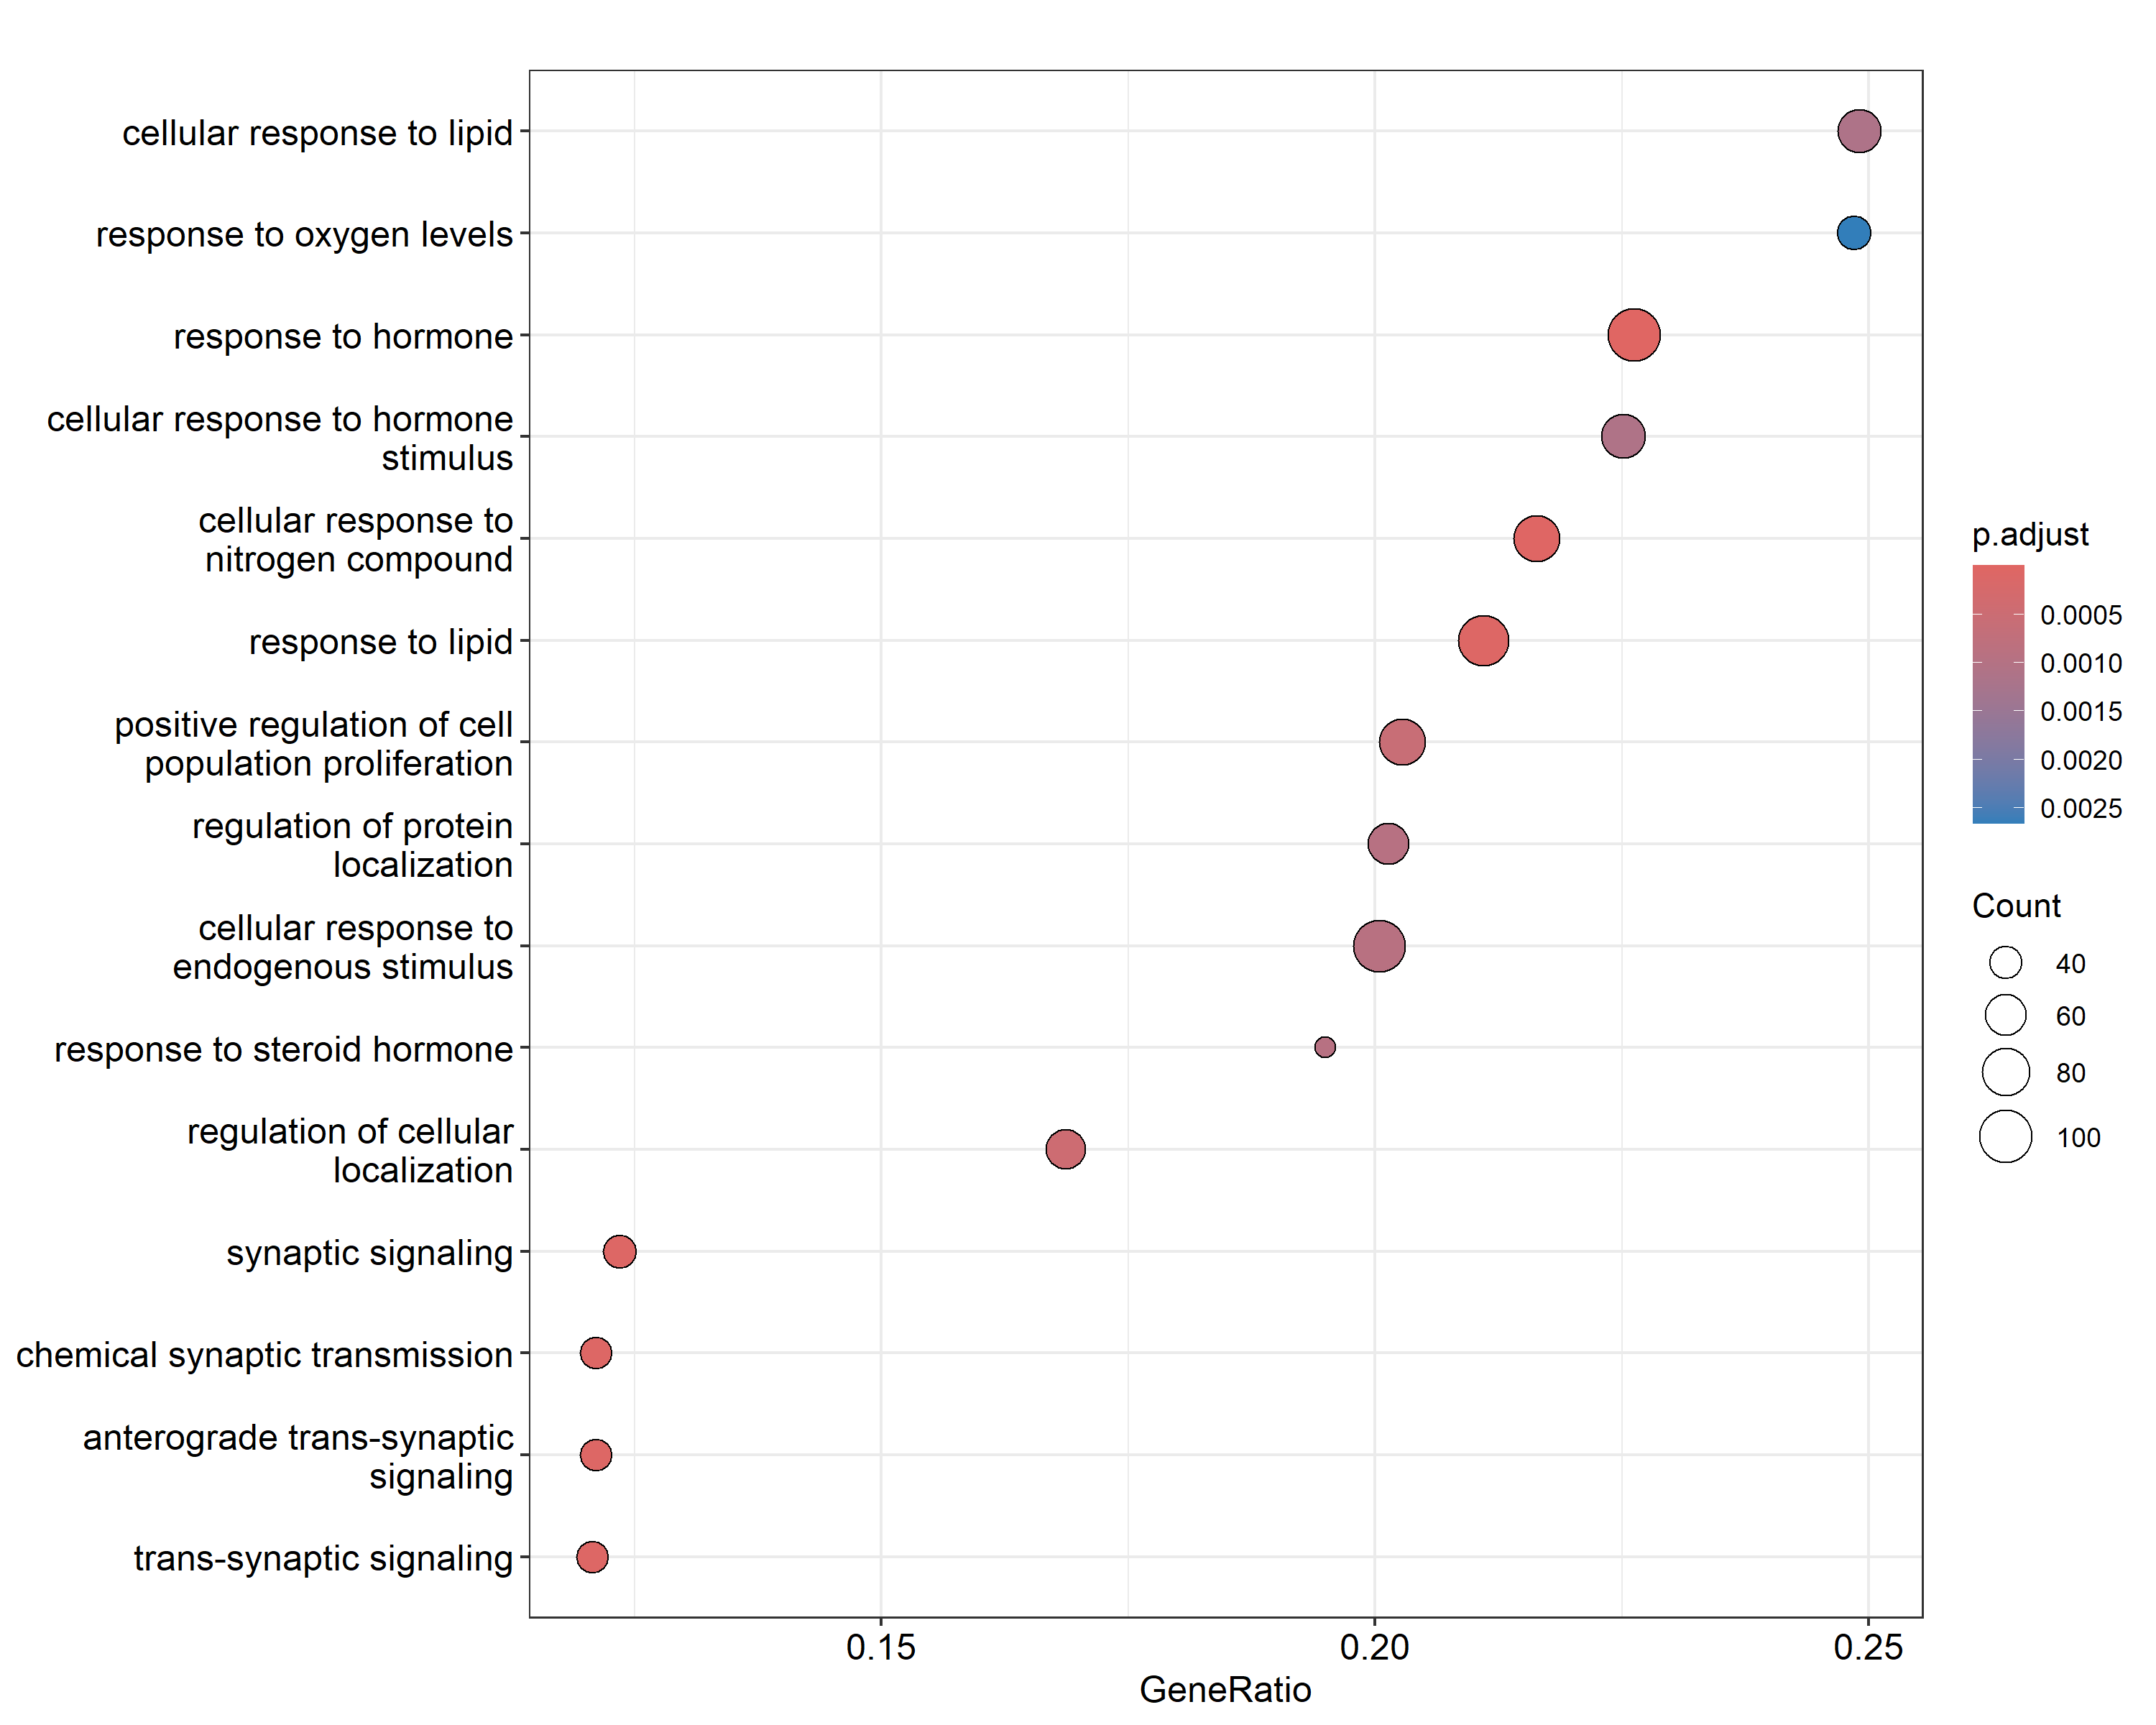 cellular response to lipid
response to oxygen levels
response to hormone
cellular response to hormone
stimulus
cellular response to
nitrogen compound
response to lipid
positive regulation of cell
population proliferation
regulation of protein
localization
cellular response to
endogenous stimulus
response to steroid hormone
regulation of cellular
localization
synaptic signaling
chemical synaptic transmission
anterograde trans-synaptic
signaling
trans-synaptic signaling
0.15
0.20
0.25
GeneRatio
p.adjust
0.0005
0.0010
0.0015
0.0020
0.0025
Count
40
60
80
100